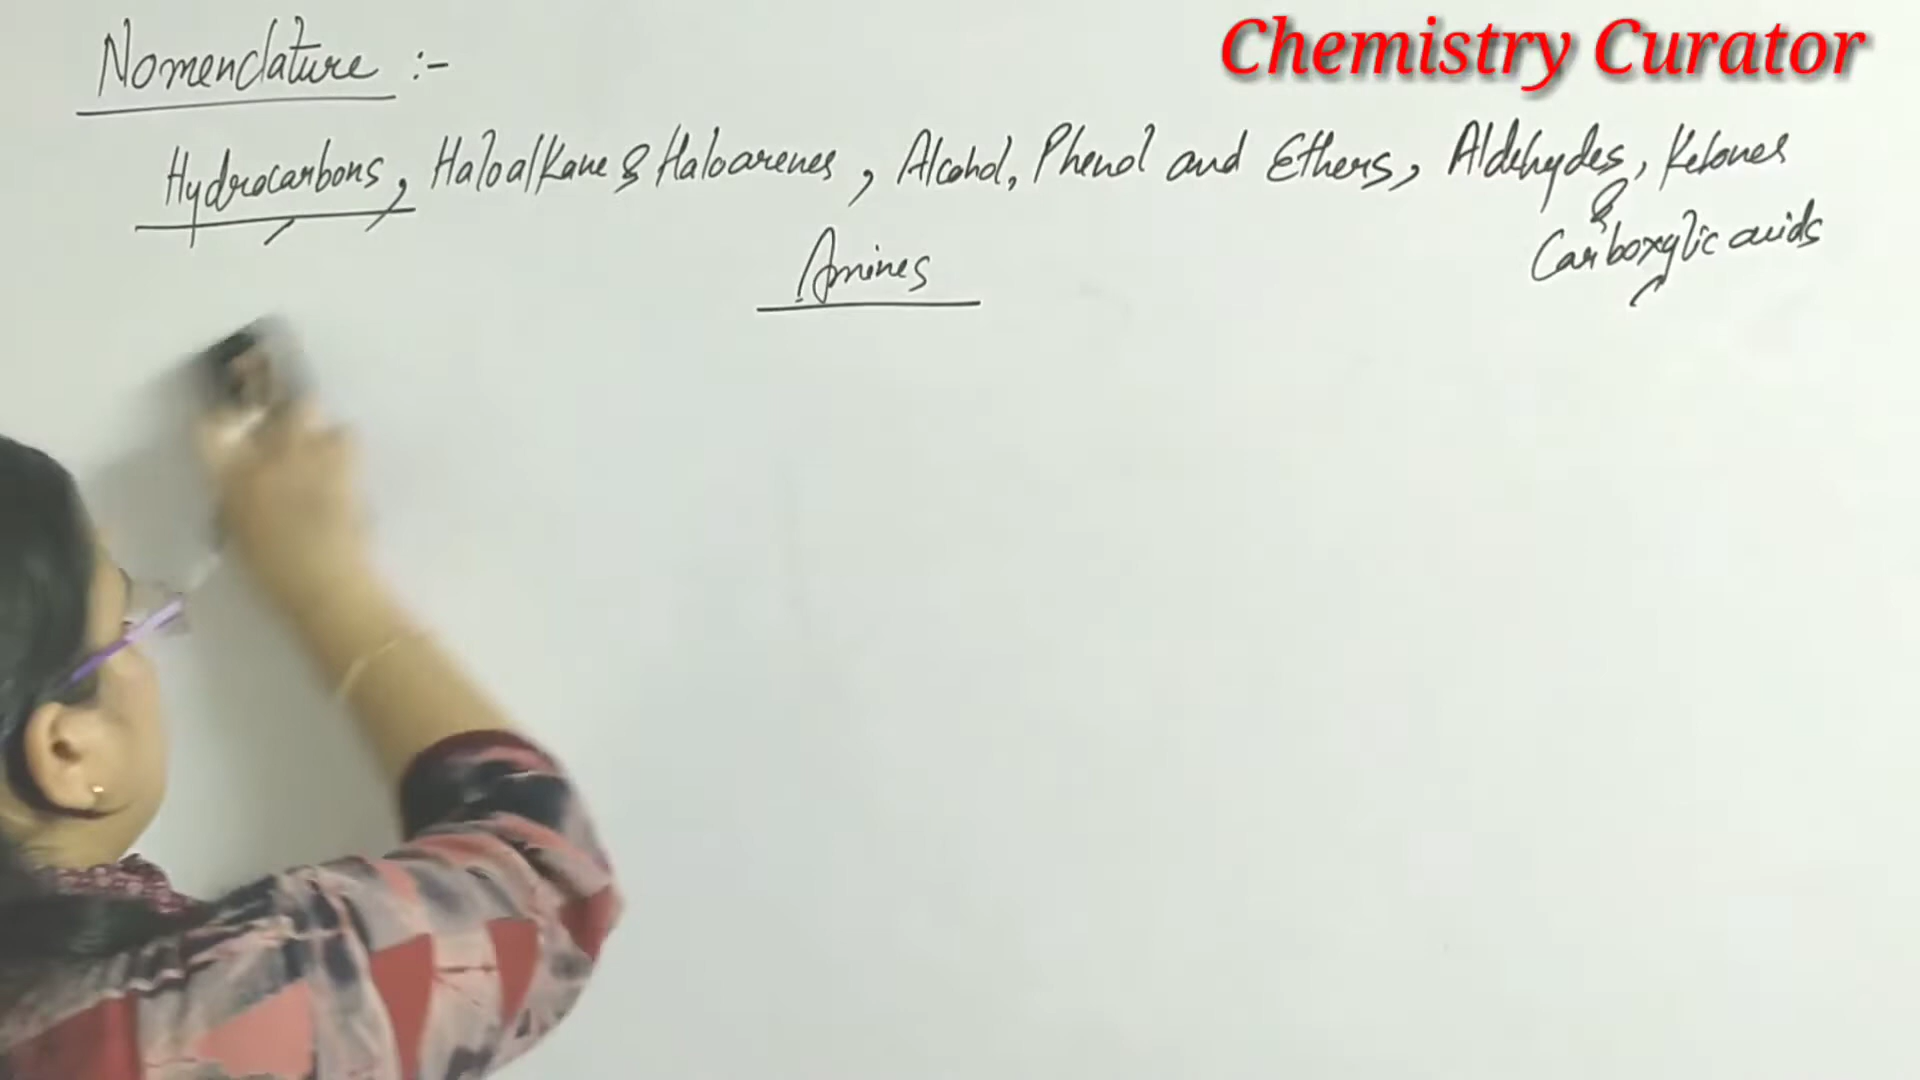 Chemistry Curator
Nomenclature :-
Hydrocarbons, Haloalkane & Haloarenes, Alcohol, Phenol and Ethers, Aldehydes, Ketones
&
Carboxylic acids
Amines